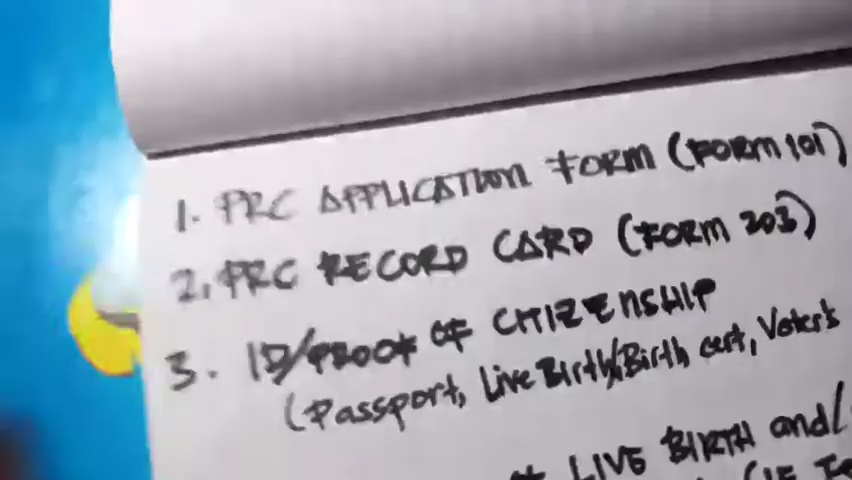 1. PRC APPLICATION FORM (FORM 101)
2. PRC RECORD CARD (FORM 203)
3. ID/PROOF OF CITIZENSHIP
(Passport, Live Birth/Birth cert, Voter's
LIVE BIRTH and/
(IF